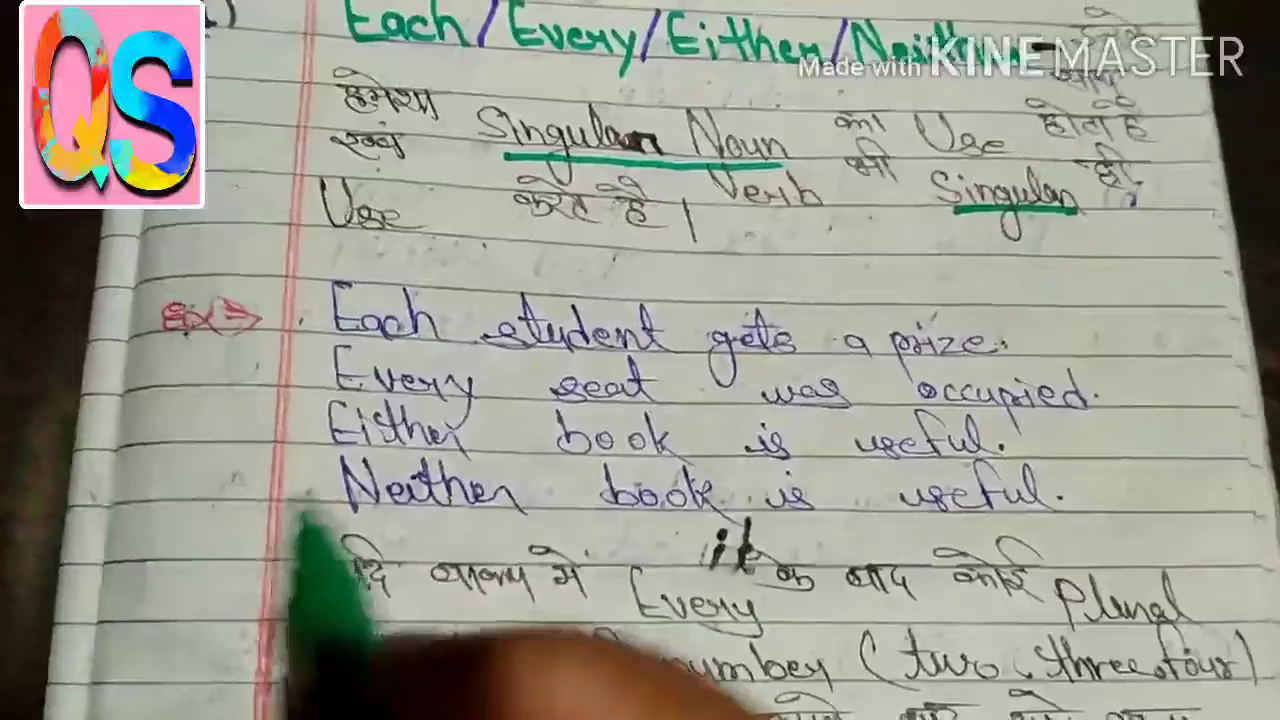 QS
Each/Every/Either/Neither -
Made with KINEMASTER
हमेशा Singular Noun का Use होता है
एवं Verb भी Singular ही
Use करते है।
Ex⇒ Each student gets a prize.
Every seat was occupied.
Either book is useful.
Neither book is useful.
वाक्य में Every it के बाद कोई Plural
number (two, three, four)